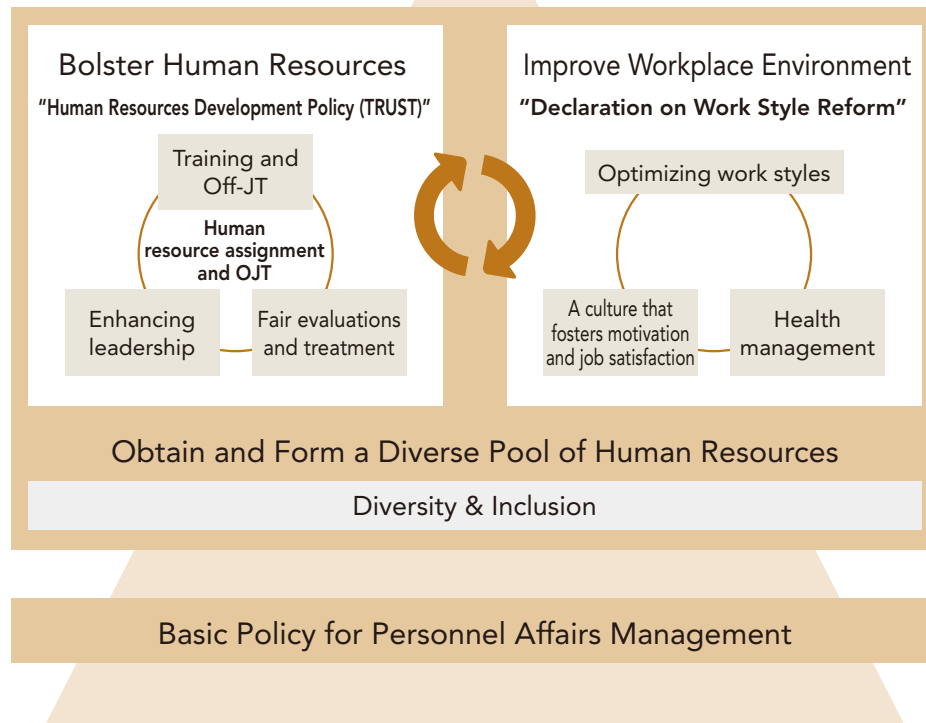 Bolster Human Resources
"Human Resources Development Policy (TRUST)"
Training and
Off-JT
Human
resource assignment
and OJT
Enhancing
leadership
Fair evaluations
and treatment
Improve Workplace Environment
"Declaration on Work Style Reform"
Optimizing work styles
A culture that
fosters motivation
and job satisfaction
Health
management
Obtain and Form a Diverse Pool of Human Resources
Diversity & Inclusion
Basic Policy for Personnel Affairs Management